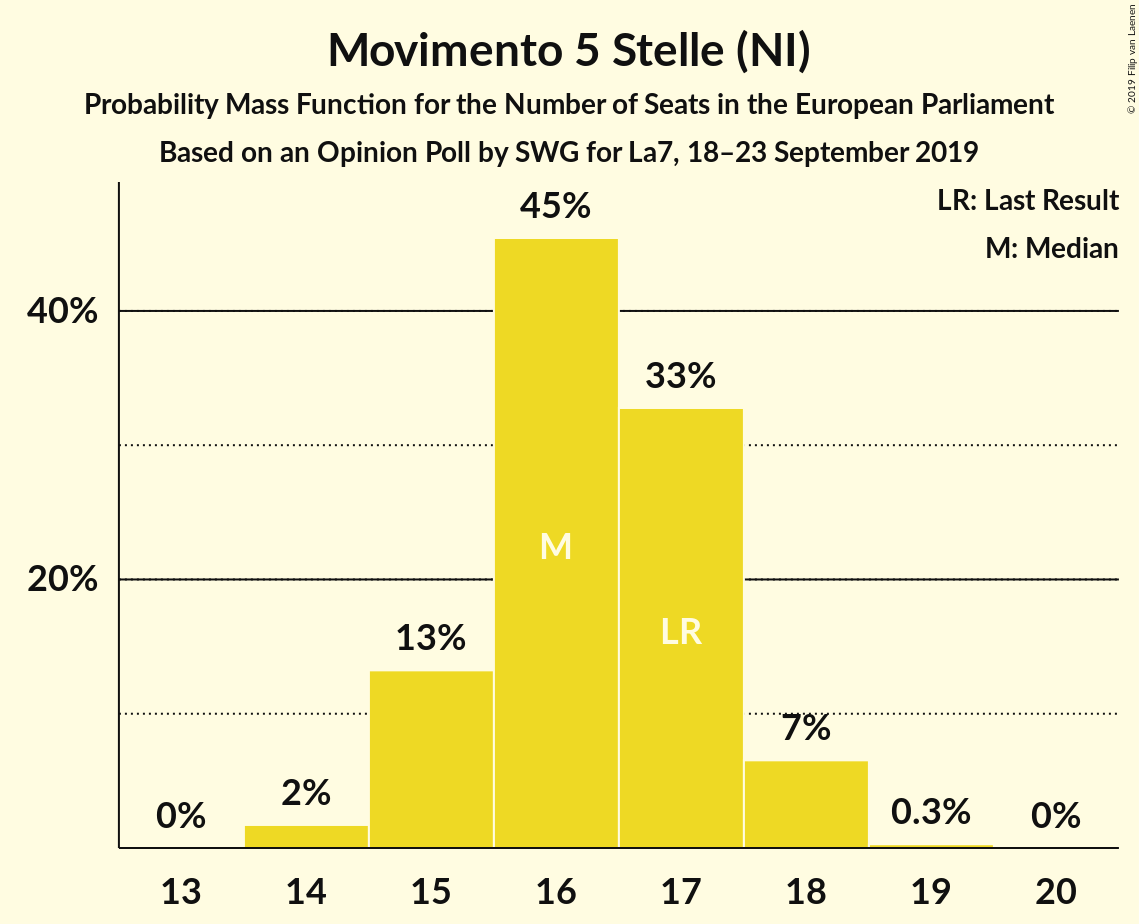 Movimento 5 Stelle (NI)
Probability Mass Function for the Number of Seats in the European Parliament
Based on an Opinion Poll by SWG for La7, 18–23 September 2019
© 2019 Filip van Laenen
LR: Last Result
M: Median
40%
20%
0%
2%
13%
45%
33%
7%
0.3%
0%
M
LR
13
14
15
16
17
18
19
20